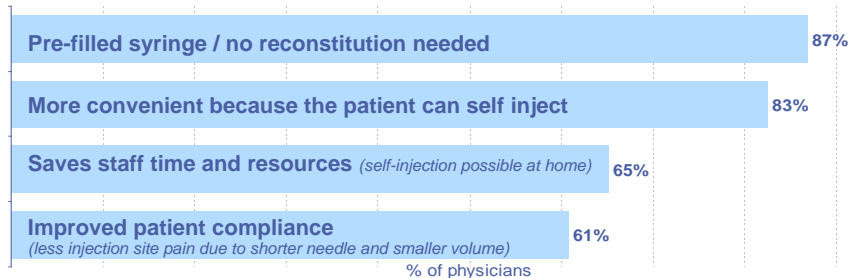 Pre-filled syringe / no reconstitution needed 87%
More convenient because the patient can self inject 83%
Saves staff time and resources (self-injection possible at home) 65%
Improved patient compliance
(less injection site pain due to shorter needle and smaller volume) 61%
% of physicians